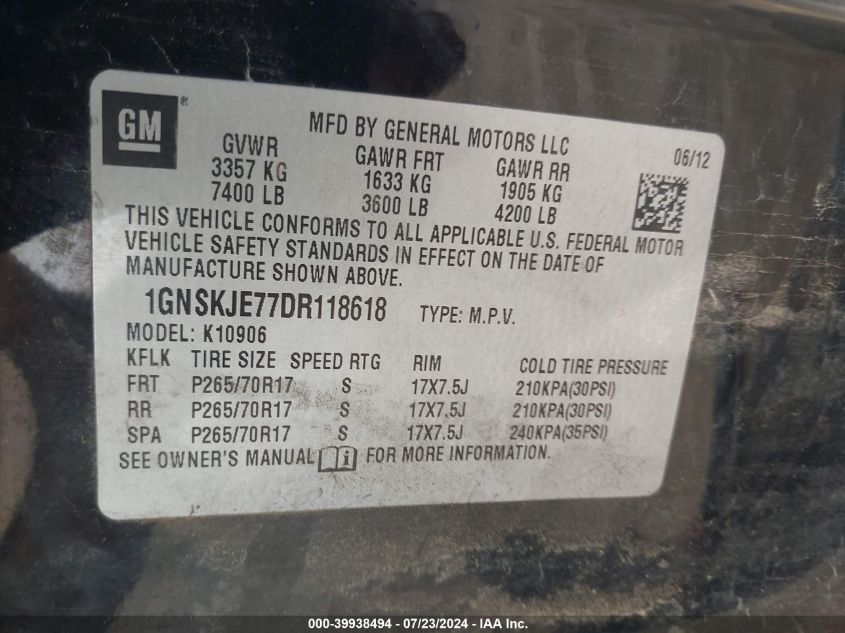 GM®
MFD BY GENERAL MOTORS LLC
GVWR GAWR FRT GAWR RR 06/12
3357 KG 1633 KG 1905 KG
7400 LB 3600 LB 4200 LB
THIS VEHICLE CONFORMS TO ALL APPLICABLE U.S. FEDERAL MOTOR
VEHICLE SAFETY STANDARDS IN EFFECT ON THE DATE OF
MANUFACTURE SHOWN ABOVE.
1GNSKJE77DR118618 TYPE: M.P.V.
MODEL: K10906
KFLK TIRE SIZE SPEED RTG RIM COLD TIRE PRESSURE
FRT P265/70R17 S 17X7.5J 210KPA(30PSI)
RR P265/70R17 S 17X7.5J 210KPA(30PSI)
SPA P265/70R17 S 17X7.5J 240KPA(35PSI)
SEE OWNER'S MANUAL i FOR MORE INFORMATION.
000-39938494 - 07/23/2024 - IAA Inc.